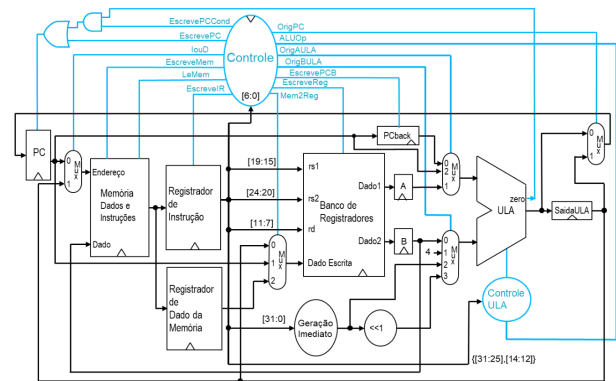 EscrevePCCond
EscrevePC
IouD
EscreveMem
LeMem
EscreveIR
Controle
[6:0]
OrigPC
ALUOp
OrigAULA
OrigBULA
EscrevePCB
EscreveReg
Mem2Reg
PC
0
1
Mux
Endereço
Memória
Dados e
Instruções
Dado
Registrador
de
Instrução
Registrador
de
Dado da
Memória
[19:15]
[24:20]
[11:7]
[31:0]
0
1
2
Mux
rs1
rs2
rd
Banco de
Registradores
Dado1
Dado2
Dado Escrita
PCback
A
B
0
2
1
Mux
4
0
1
2
3
Mux
zero
ULA
SaidaULA
0
1
Mux
Geração
Imediato
<<1
Controle
ULA
{[31:25],[14:12]}